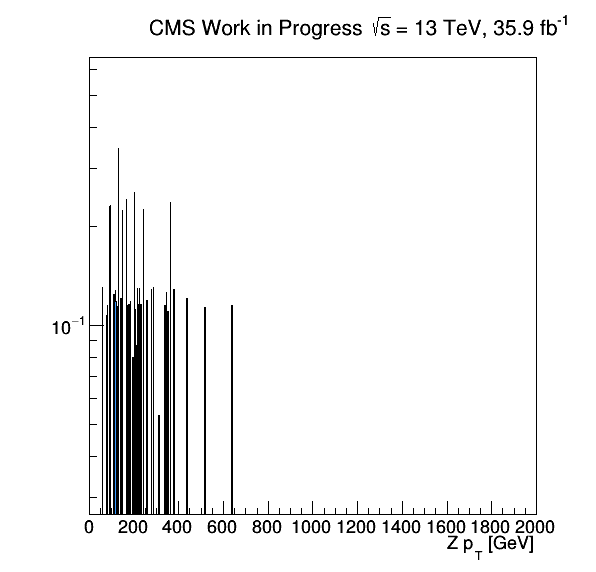 CMS Work in Progress √s = 13 TeV, 35.9 fb⁻¹
10⁻¹
0 200 400 600 800 1000 1200 1400 1600 1800 2000
Z p_T [GeV]